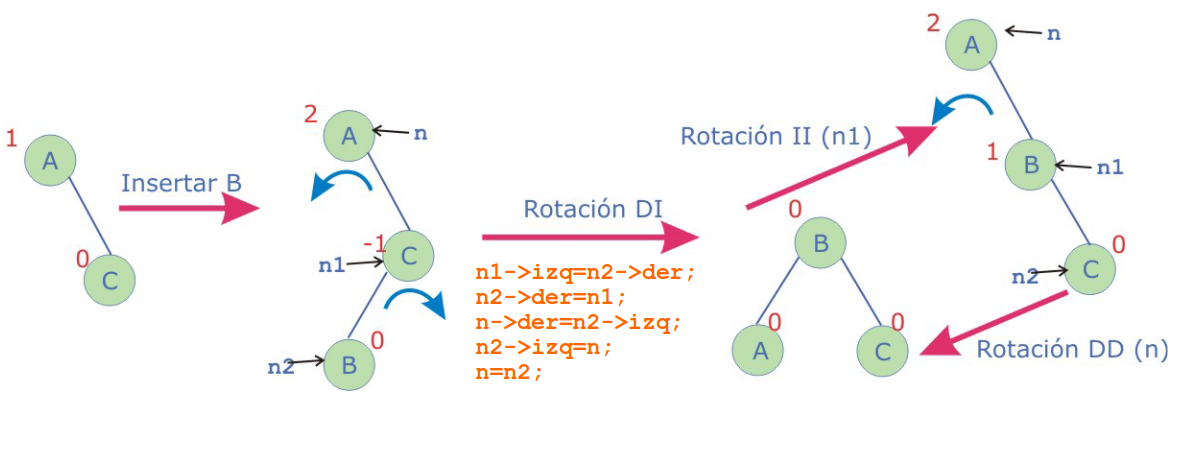 1
A
0
C
Insertar B
2
A
n
-1
C
n1
0
B
n2
Rotación DI
n1->izq=n2->der;
n2->der=n1;
n->der=n2->izq;
n2->izq=n;
n=n2;
Rotación II (n1)
0
B
0
A
0
C
2
A
n
1
B
n1
0
C
n2
Rotación DD (n)